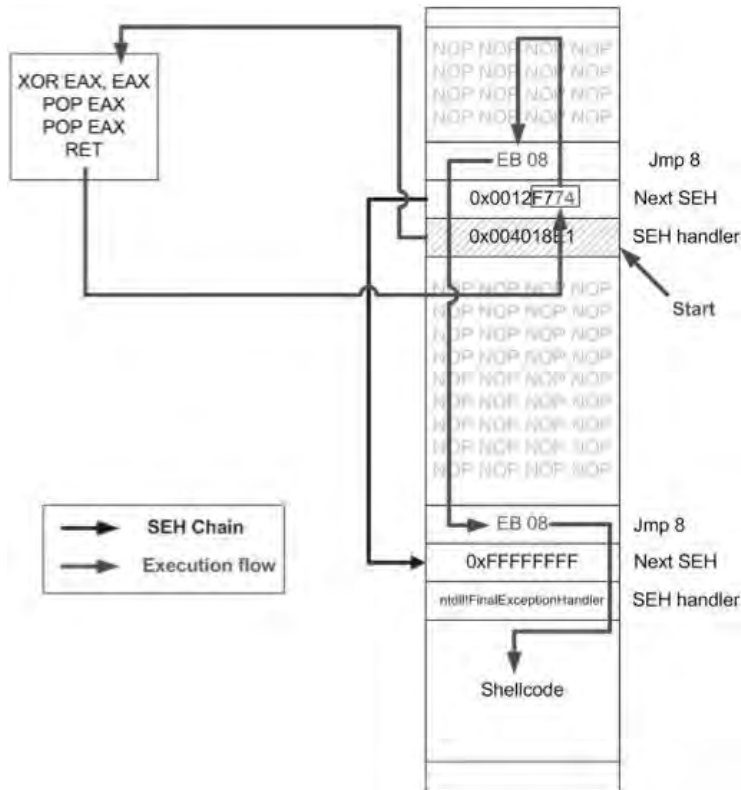 NOP NOP NOP NOP
NOP NOP NOP NOP
NOP NOP NOP NOP
NOP NOP NOP NOP
XOR EAX, EAX
POP EAX
POP EAX
RET
EB 08
Jmp 8
0x0012F774
Next SEH
0x004018E1
SEH handler
NOP NOP NOP NOP
NOP NOP NOP NOP
NOP NOP NOP NOP
NOP NOP NOP NOP
NOP NOP NOP NOP
NOP NOP NOP NOP
NOP NOP NOP NOP
NOP NOP NOP NOP
NOP NOP NOP NOP
Start
SEH Chain
Execution flow
EB 08
Jmp 8
0xFFFFFFFF
Next SEH
ntdll!FinalExceptionHandler
SEH handler
Shellcode